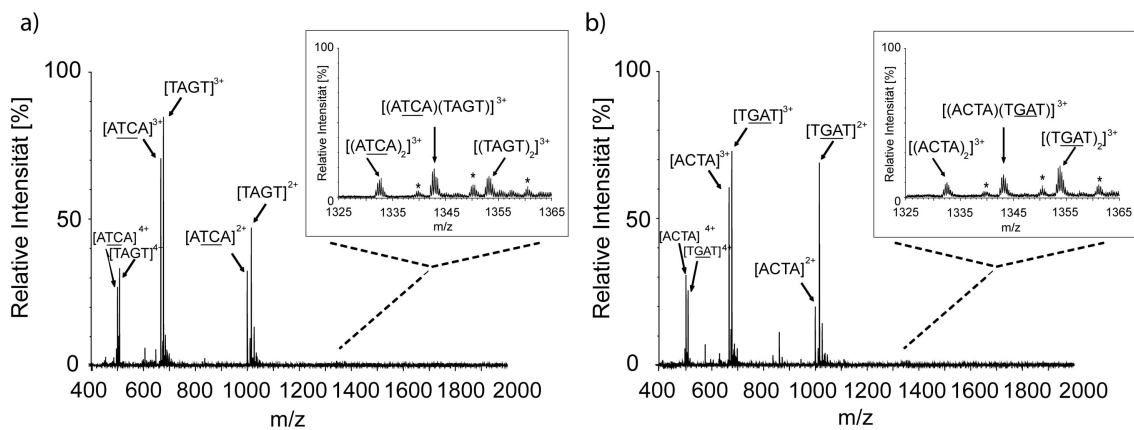 a)
Relative Intensität [%]
100
50
0
[ATCA]⁴⁺
[TAGT]⁴⁺
[ATCA]³⁺
[TAGT]³⁺
[ATCA]²⁺
[TAGT]²⁺
400 600 800 1000 1200 1400 1600 1800 2000
m/z
Relative Intensität [%]
100
50
0
[(ATCA)(TAGT)]³⁺
[(ATCA)₂]³⁺
[(TAGT)₂]³⁺
* * *
1325 1335 1345 1355 1365
m/z
b)
Relative Intensität [%]
100
50
0
[ACTA]⁴⁺
[TGAT]⁴⁺
[ACTA]³⁺
[TGAT]³⁺
[ACTA]²⁺
[TGAT]²⁺
400 600 800 1000 1200 1400 1600 1800 2000
m/z
Relative Intensität [%]
100
50
0
[(ACTA)(TGAT)]³⁺
[(ACTA)₂]³⁺
[(TGAT)₂]³⁺
* * *
1325 1335 1345 1355 1365
m/z